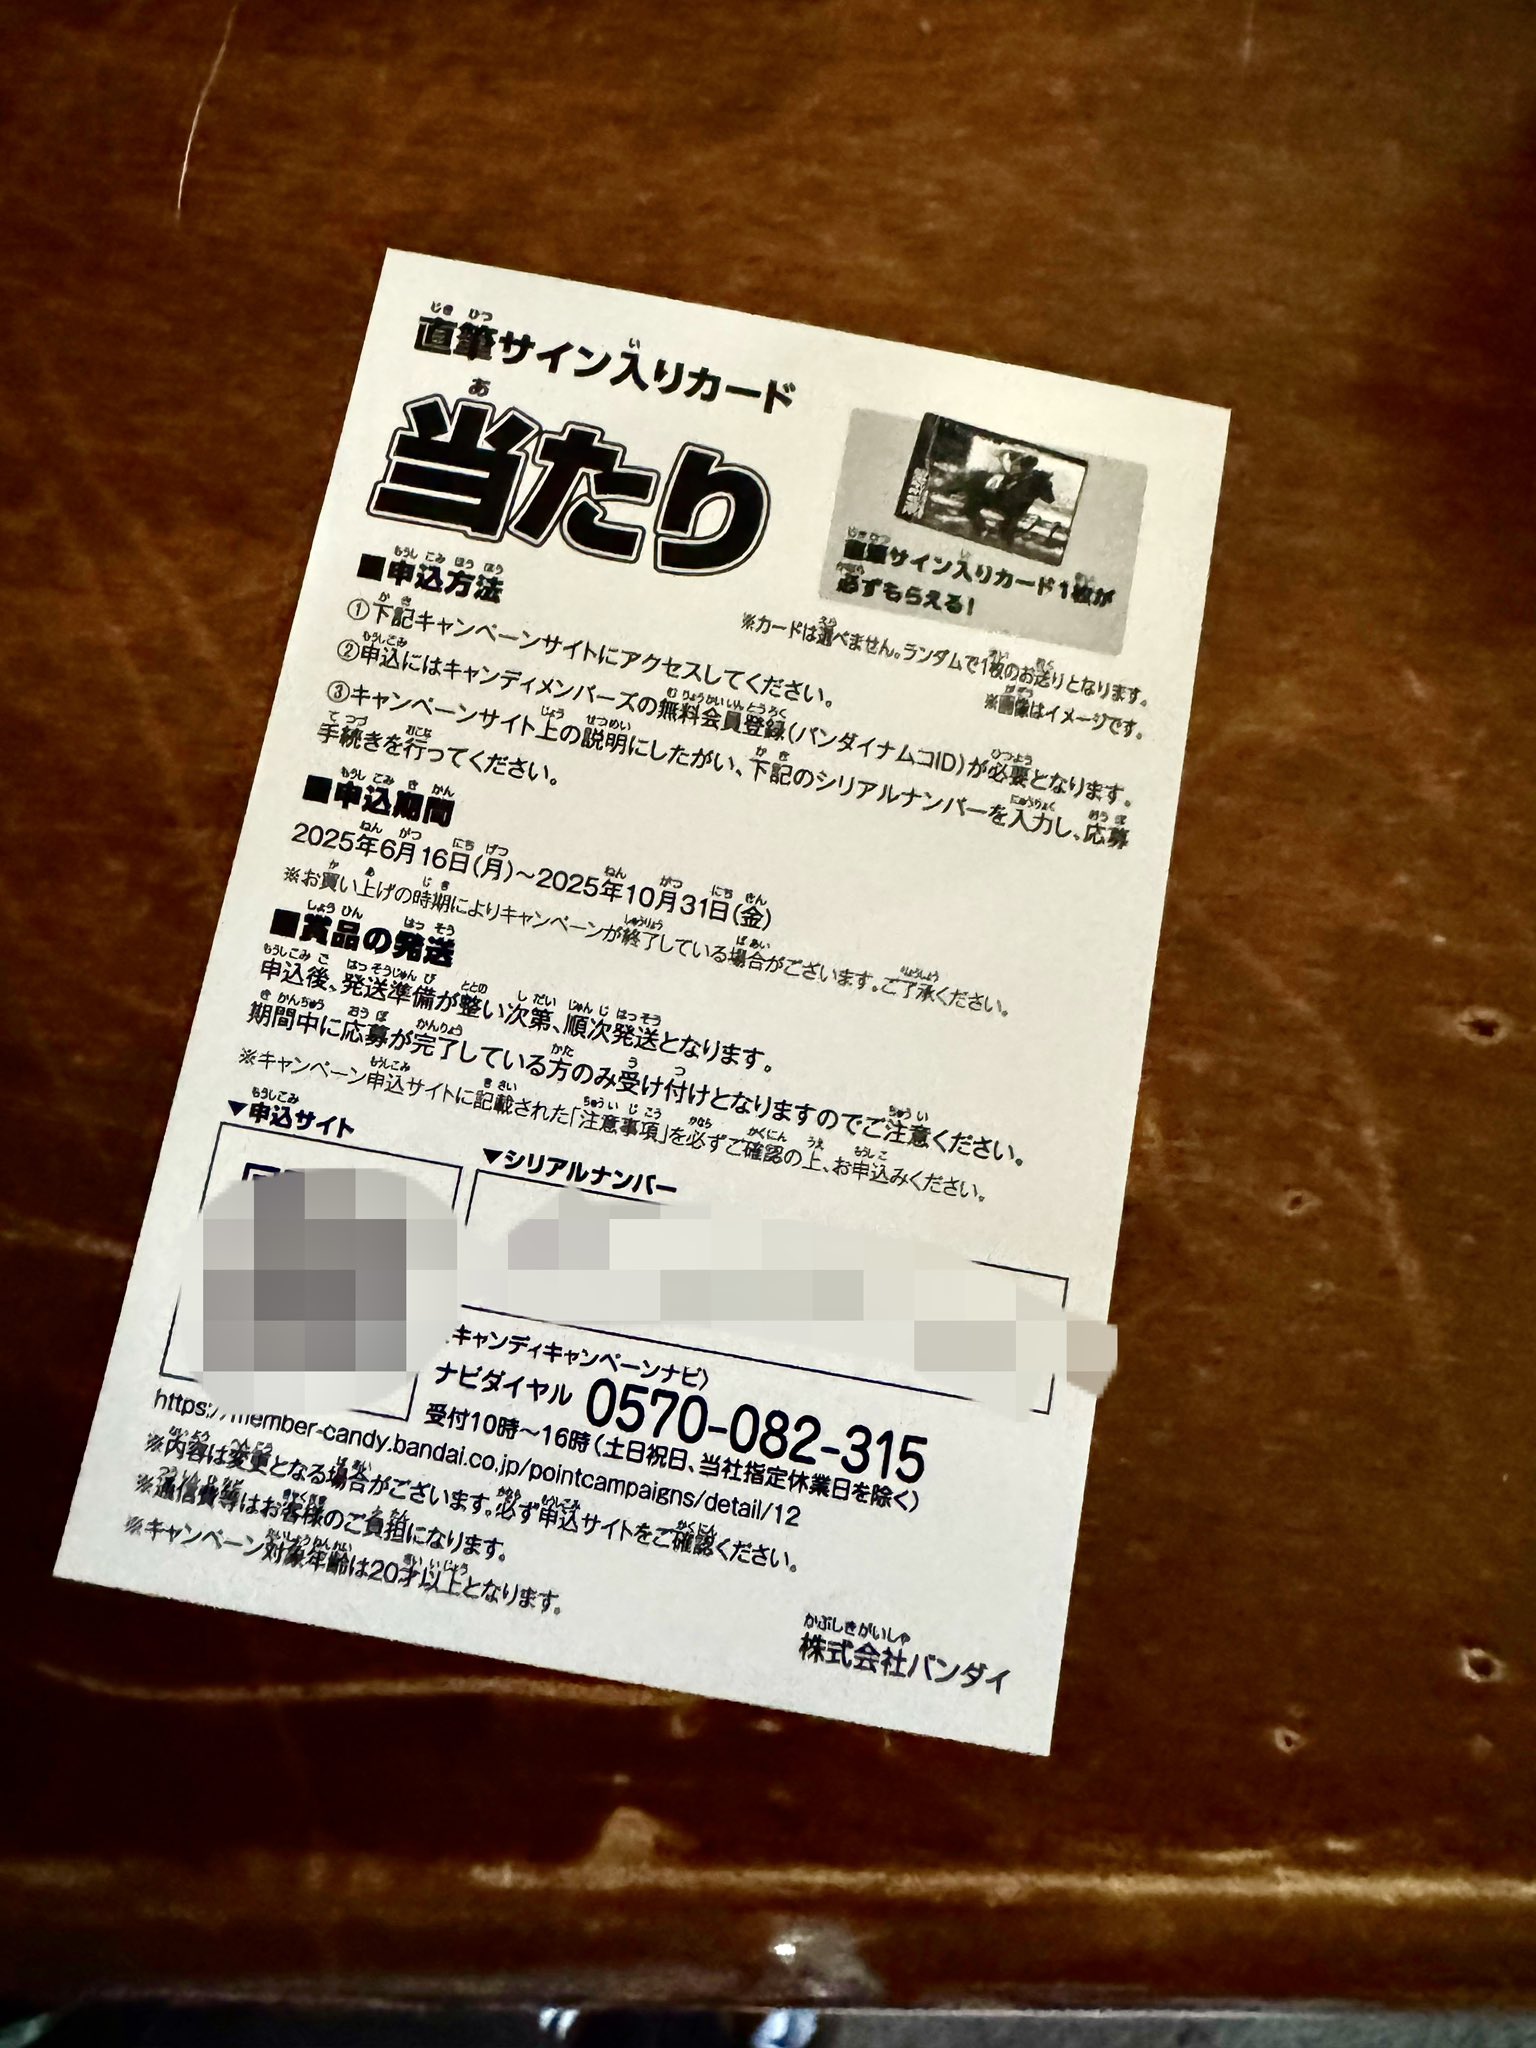 直筆サイン入りカード
当たり
直筆サイン入りカード1枚が
必ずもらえる!
※カードは選べません。ランダムで1枚のお送りとなります。
※画像はイメージです。
■申込方法
①下記キャンペーンサイトにアクセスしてください。
②申込にはキャンディメンバーズの無料会員登録(バンダイナムコID)が必要となります。
③キャンペーンサイト上の説明にしたがい、下記のシリアルナンバーを入力し、応募
手続きを行ってください。
■申込期間
2025年6月16日(月)～2025年10月31日(金)
※お買い上げの時期によりキャンペーンが終了している場合がございます。ご了承ください。
■賞品の発送
申込後、発送準備が整い次第、順次発送となります。
期間中に応募が完了している方のみ受け付けとなりますのでご注意ください。
※キャンペーン申込サイトに記載された「注意事項」を必ずご確認の上、お申込みください。
▼申込サイト
▼シリアルナンバー
キャンディキャンペーンナビ〉
ナビダイヤル 0570-082-315
受付10時～16時(土日祝日、当社指定休業日を除く)
https://member-candy.bandai.co.jp/pointcampaigns/detail/12
※内容は変更となる場合がございます。必ず申込サイトをご確認ください。
※通信費等はお客様のご負担になります。
※キャンペーン対象年齢は20才以上となります。
株式会社バンダイ